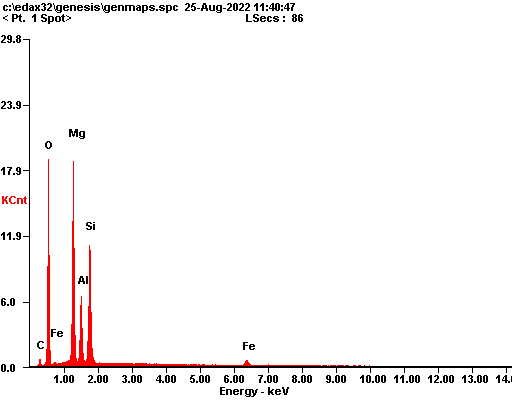 c:\edax32\genesis\genmaps.spc 25-Aug-2022 11:40:47
< Pt. 1 Spot> LSecs : 86
29.8
23.9
Mg
O
17.9
KCnt
Si
11.9
Al
6.0
Fe
C Fe
0.0
1.00 2.00 3.00 4.00 5.00 6.00 7.00 8.00 9.00 10.00 11.00 12.00 13.00 14.0
Energy - keV